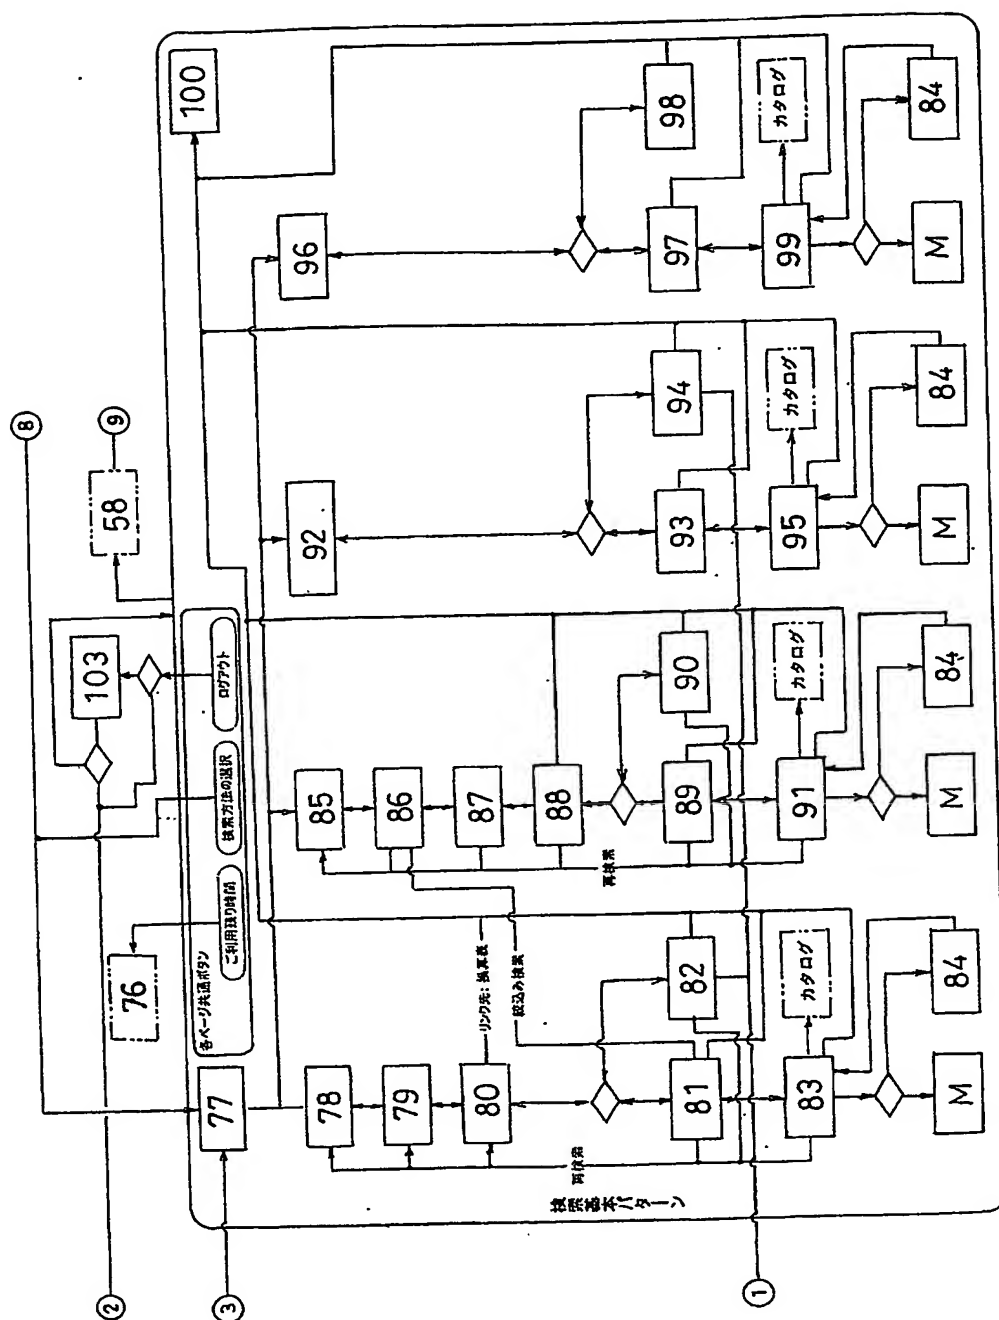 ⑧
②
③
①
⑨
58
103
76
各ページ共通ボタン
ご利用残り時間
検索方法の選択
ログアウト
100
77
78
79
80
リンク先:換算表
絞込み検索
81
82
83
カタログ
84
M
再検索
85
86
87
88
89
90
91
カタログ
84
M
再検索
92
93
94
95
カタログ
84
M
96
97
98
99
カタログ
84
M
検索基本パターン